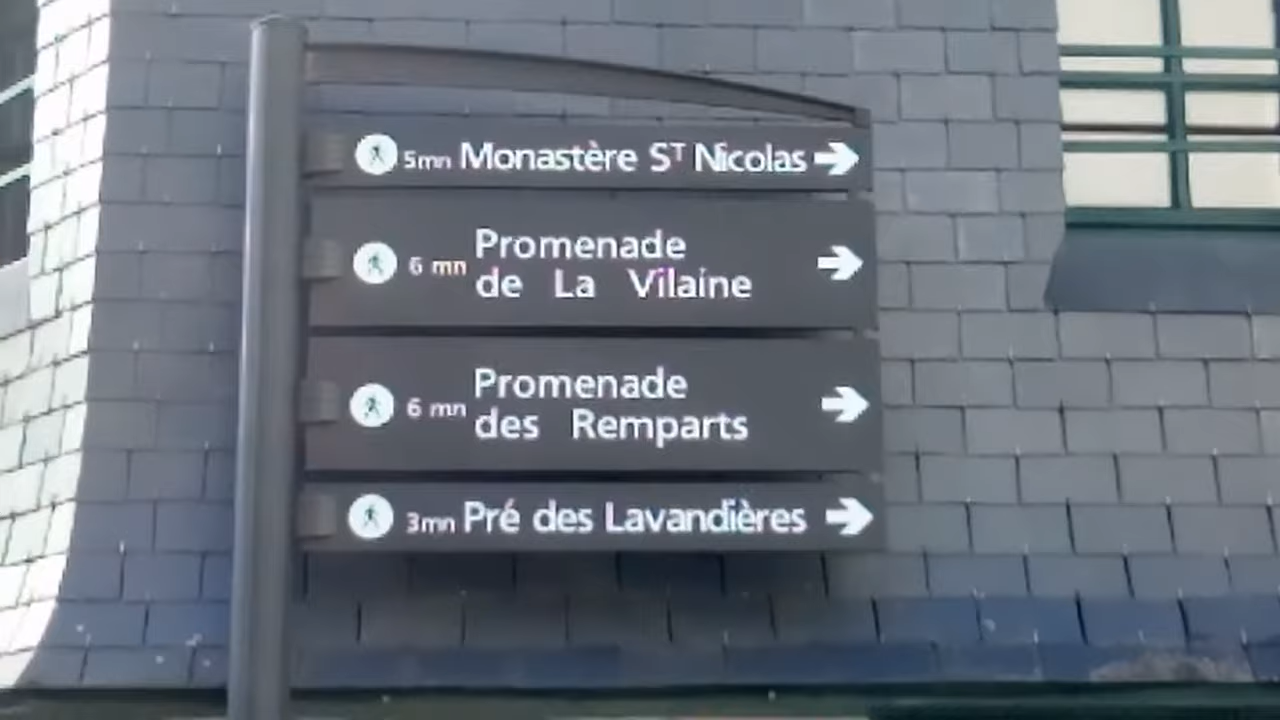 5mn Monastère Sᵀ Nicolas
6 mn Promenade
de La Vilaine
6 mn Promenade
des Remparts
3mn Pré des Lavandières